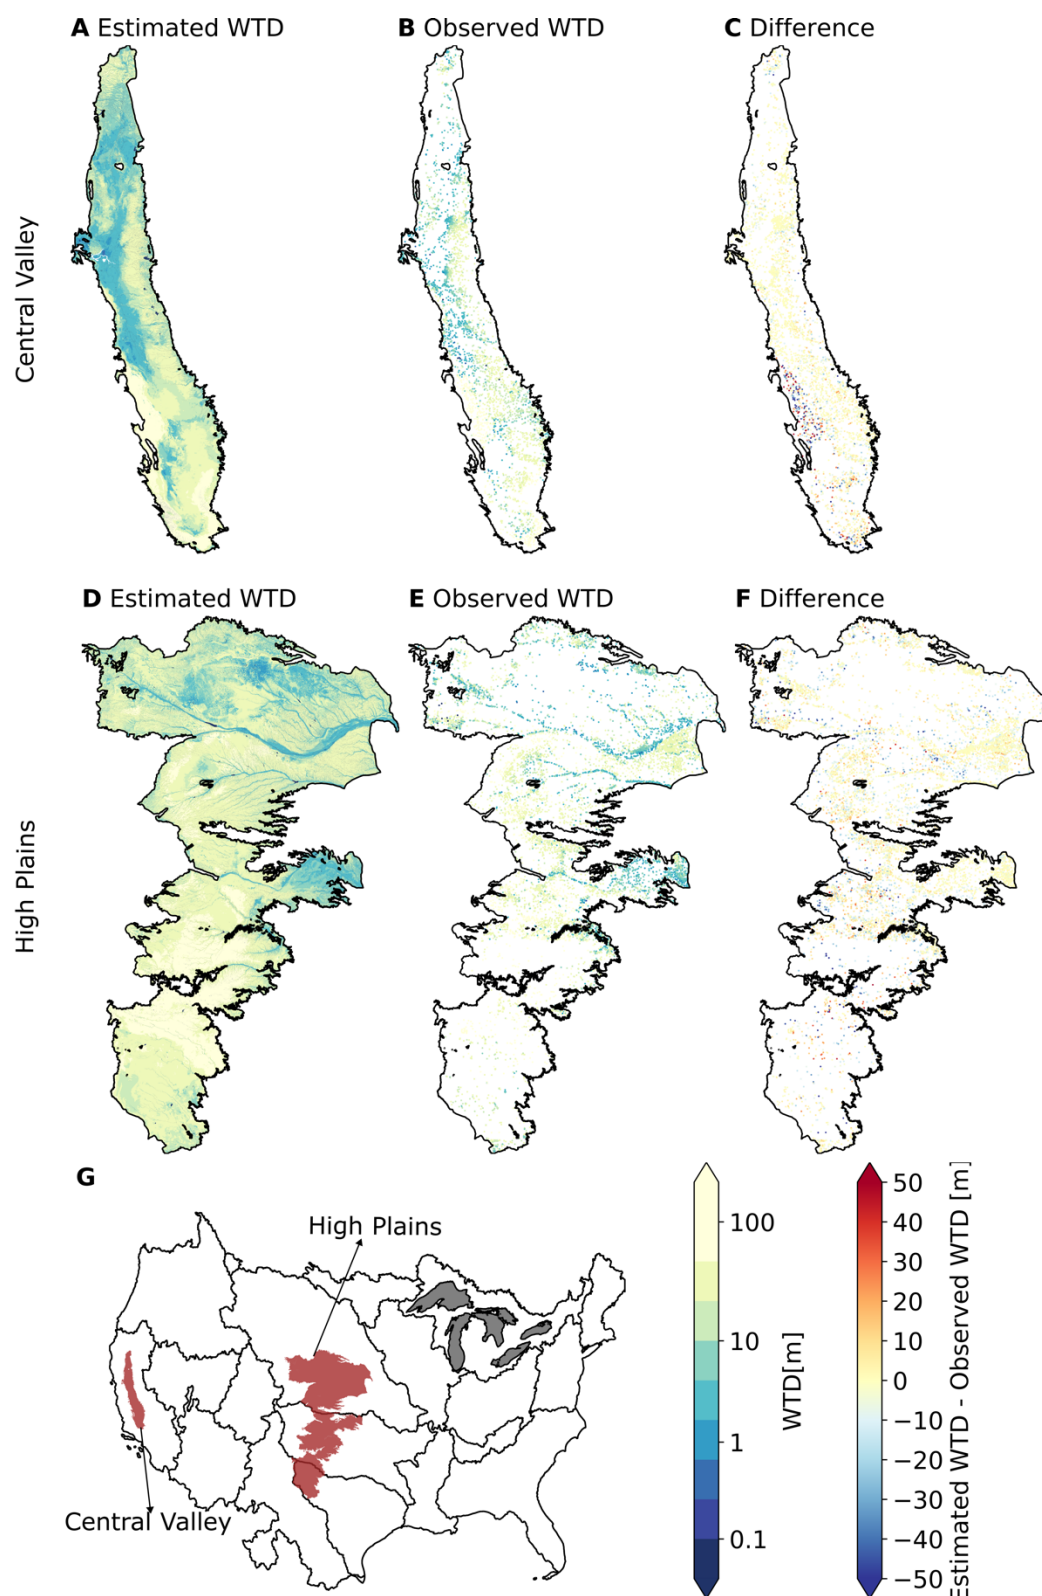 A Estimated WTD
B Observed WTD
C Difference
Central Valley
D Estimated WTD
E Observed WTD
F Difference
High Plains
G
High Plains
Central Valley
100
10
1
0.1
WTD[m]
50
40
30
20
10
0
−10
−20
−30
−40
−50
Estimated WTD - Observed WTD [m]